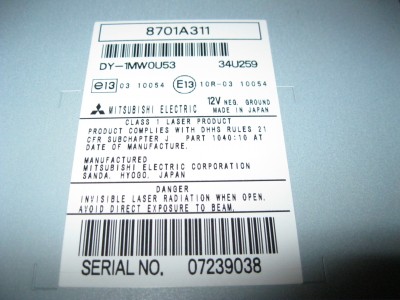 8701A311
DY-1MW0U53 34U259
e13 03 10054 E13 10R-03 10054
MITSUBISHI ELECTRIC 12V NEG. GROUND
MADE IN JAPAN
CLASS 1 LASER PRODUCT
PRODUCT COMPLIES WITH DHHS RULES 21
CFR SUBCHAPTER J PART 1040:10 AT
DATE OF MANUFACTURE.
MANUFACTURED
MITSUBISHI ELECTRIC CORPORATION
SANDA, HYOGO, JAPAN
DANGER
INVISIBLE LASER RADIATION WHEN OPEN.
AVOID DIRECT EXPOSURE TO BEAM.
SERIAL NO. 07239038